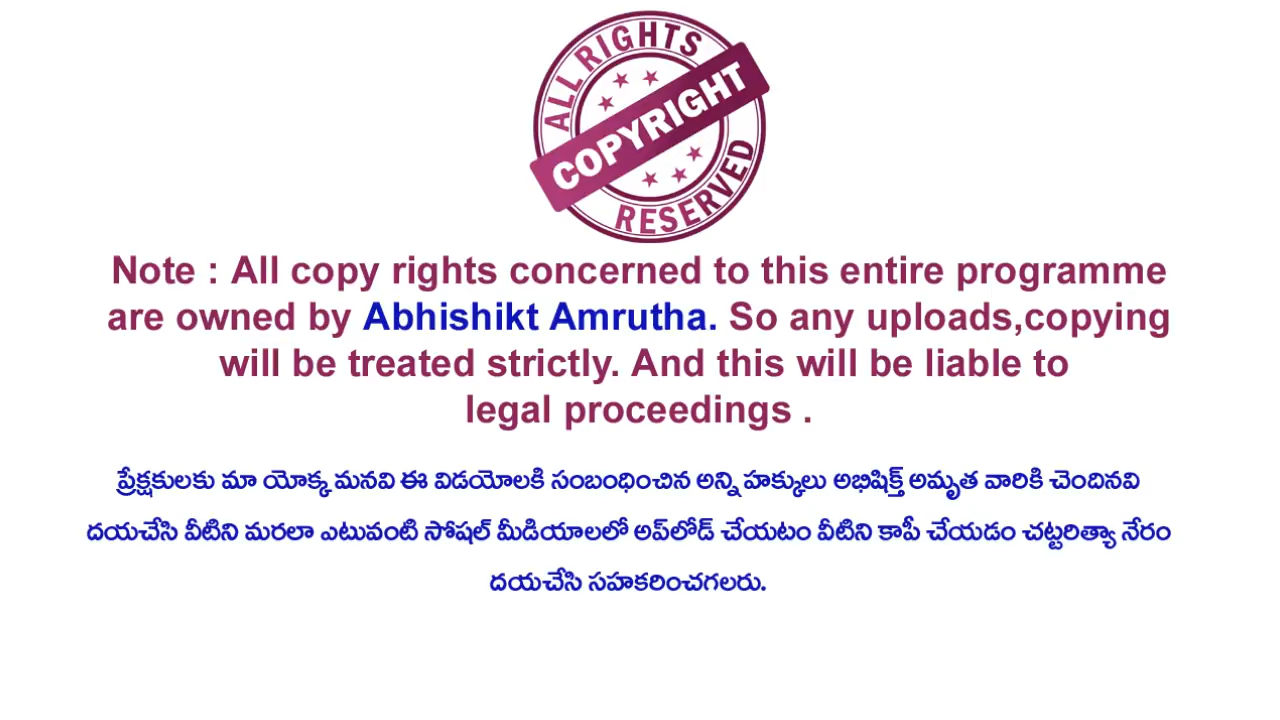 ALL RIGHTS
COPYRIGHT
RESERVED
Note : All copy rights concerned to this entire programme
are owned by Abhishikt Amrutha. So any uploads,copying
will be treated strictly. And this will be liable to
legal proceedings .
ప్రేక్షకులకు మా యొక్క మనవి ఈ విడయోలకి సంబంధించిన అన్ని హక్కులు అభిషిక్త్ అమృత వారికి చెందినవి
దయచేసి వీటిని మరలా ఎటువంటి సోషల్ మీడియాలలో అప్‌లోడ్ చేయటం వీటిని కాపీ చేయడం చట్టరిత్యా నేరం
దయచేసి సహకరించగలరు.